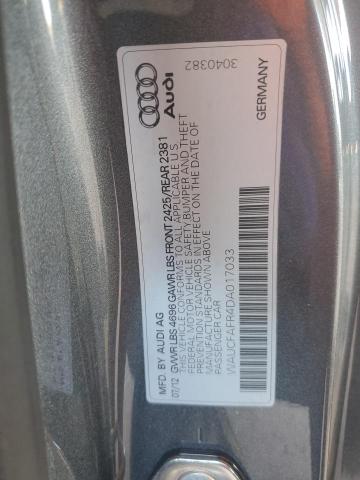 Audi
3040382
MFD. BY AUDI AG
GERMANY
07/12 GVWR LBS 4696 GAWR LBS FRONT 2425/REAR 2381
THIS VEHICLE CONFORMS TO ALL APPLICABLE U.S.
FEDERAL MOTOR VEHICLE SAFETY BUMPER AND THEFT
PREVENTION STANDARDS IN EFFECT ON THE DATE OF
MANUFACTURE SHOWN ABOVE
PASSENGER CAR
WAUCFAFR4DA017033